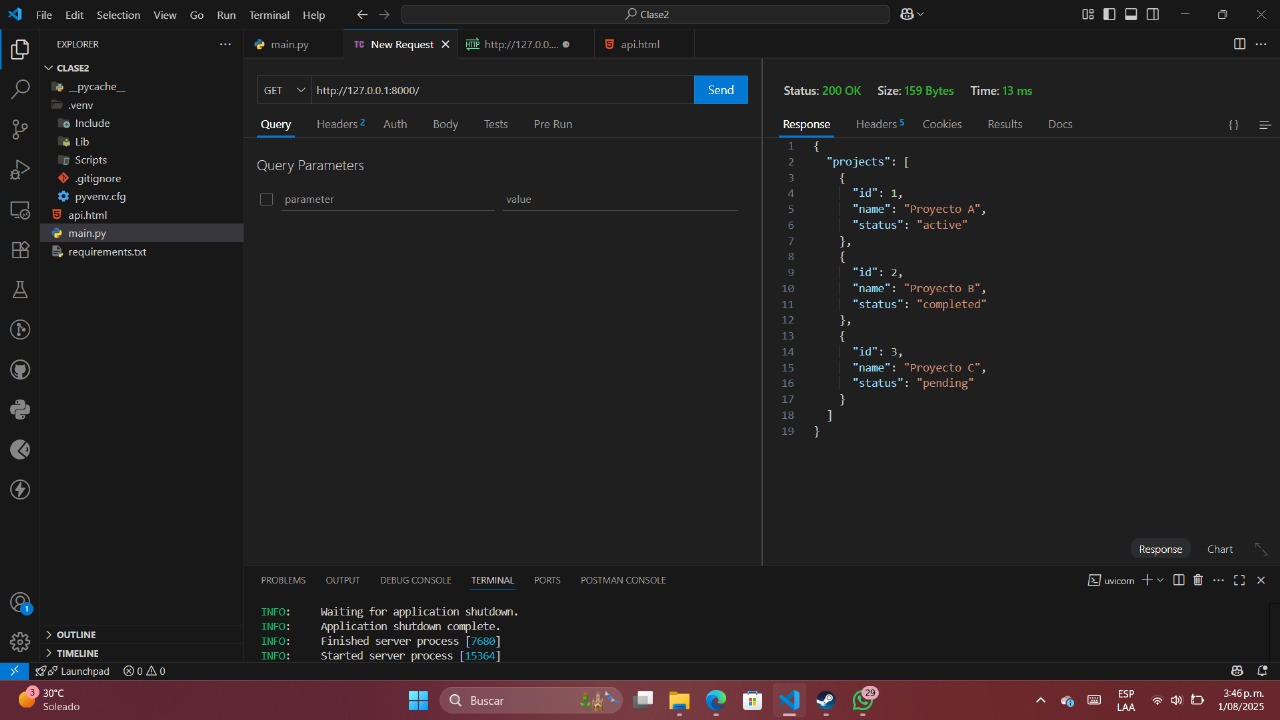 File Edit Selection View Go Run Terminal Help
Clase2
EXPLORER
main.py
TC New Request
HTTP http://127.0.0....
api.html
CLASE2
__pycache__
.venv
Include
Lib
Scripts
.gitignore
pyvenv.cfg
api.html
main.py
requirements.txt
OUTLINE
TIMELINE
GET http://127.0.0.1:8000/ Send
Query Headers 2 Auth Body Tests Pre Run
Query Parameters
parameter value
Status: 200 OK Size: 159 Bytes Time: 13 ms
Response Headers 5 Cookies Results Docs { }
1 {
2 "projects": [
3 {
4 "id": 1,
5 "name": "Proyecto A",
6 "status": "active"
7 },
8 {
9 "id": 2,
10 "name": "Proyecto B",
11 "status": "completed"
12 },
13 {
14 "id": 3,
15 "name": "Proyecto C",
16 "status": "pending"
17 }
18 ]
19 }
Response Chart
PROBLEMS OUTPUT DEBUG CONSOLE TERMINAL PORTS POSTMAN CONSOLE
uvicorn
INFO: Waiting for application shutdown.
INFO: Application shutdown complete.
INFO: Finished server process [7680]
INFO: Started server process [15364]
1
Launchpad 0 0
3
30°C
Soleado
Buscar
29
ESP
LAA
3:46 p. m.
1/08/2025